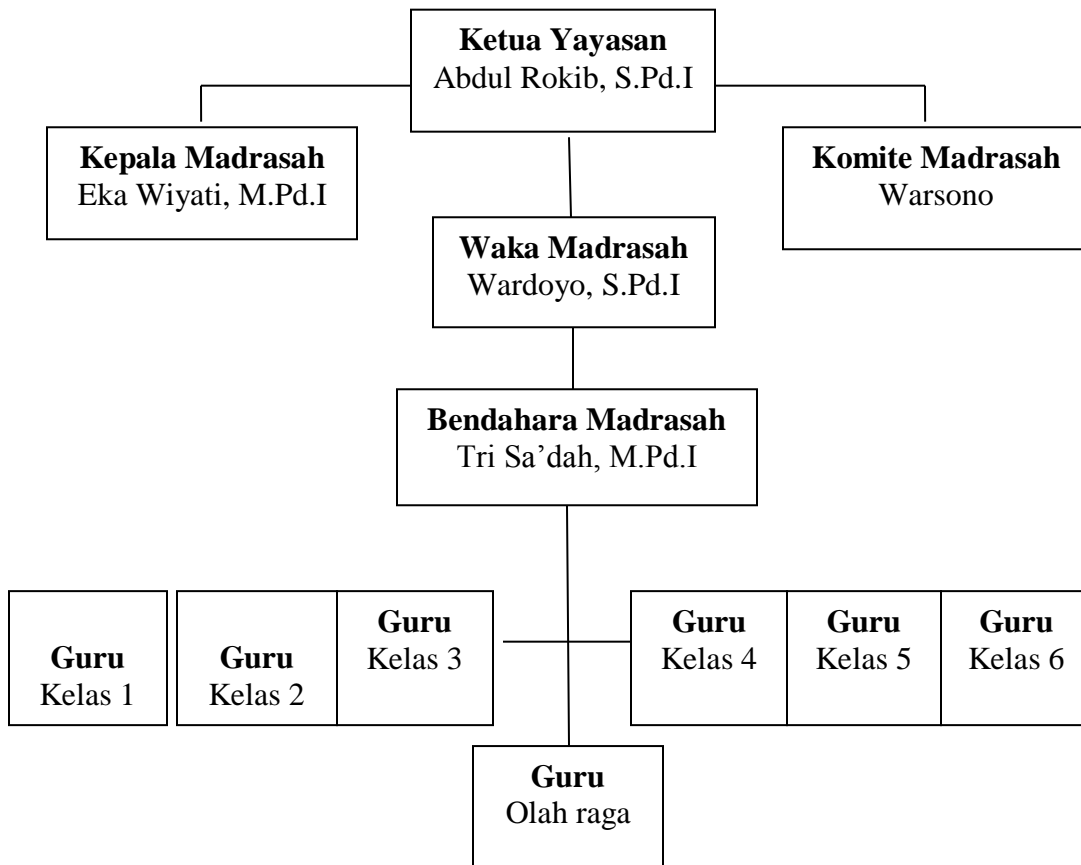 Ketua Yayasan
Abdul Rokib, S.Pd.I
Kepala Madrasah
Eka Wiyati, M.Pd.I
Komite Madrasah
Warsono
Waka Madrasah
Wardoyo, S.Pd.I
Bendahara Madrasah
Tri Sa’dah, M.Pd.I
Guru
Kelas 1
Guru
Kelas 2
Guru
Kelas 3
Guru
Kelas 4
Guru
Kelas 5
Guru
Kelas 6
Guru
Olah raga